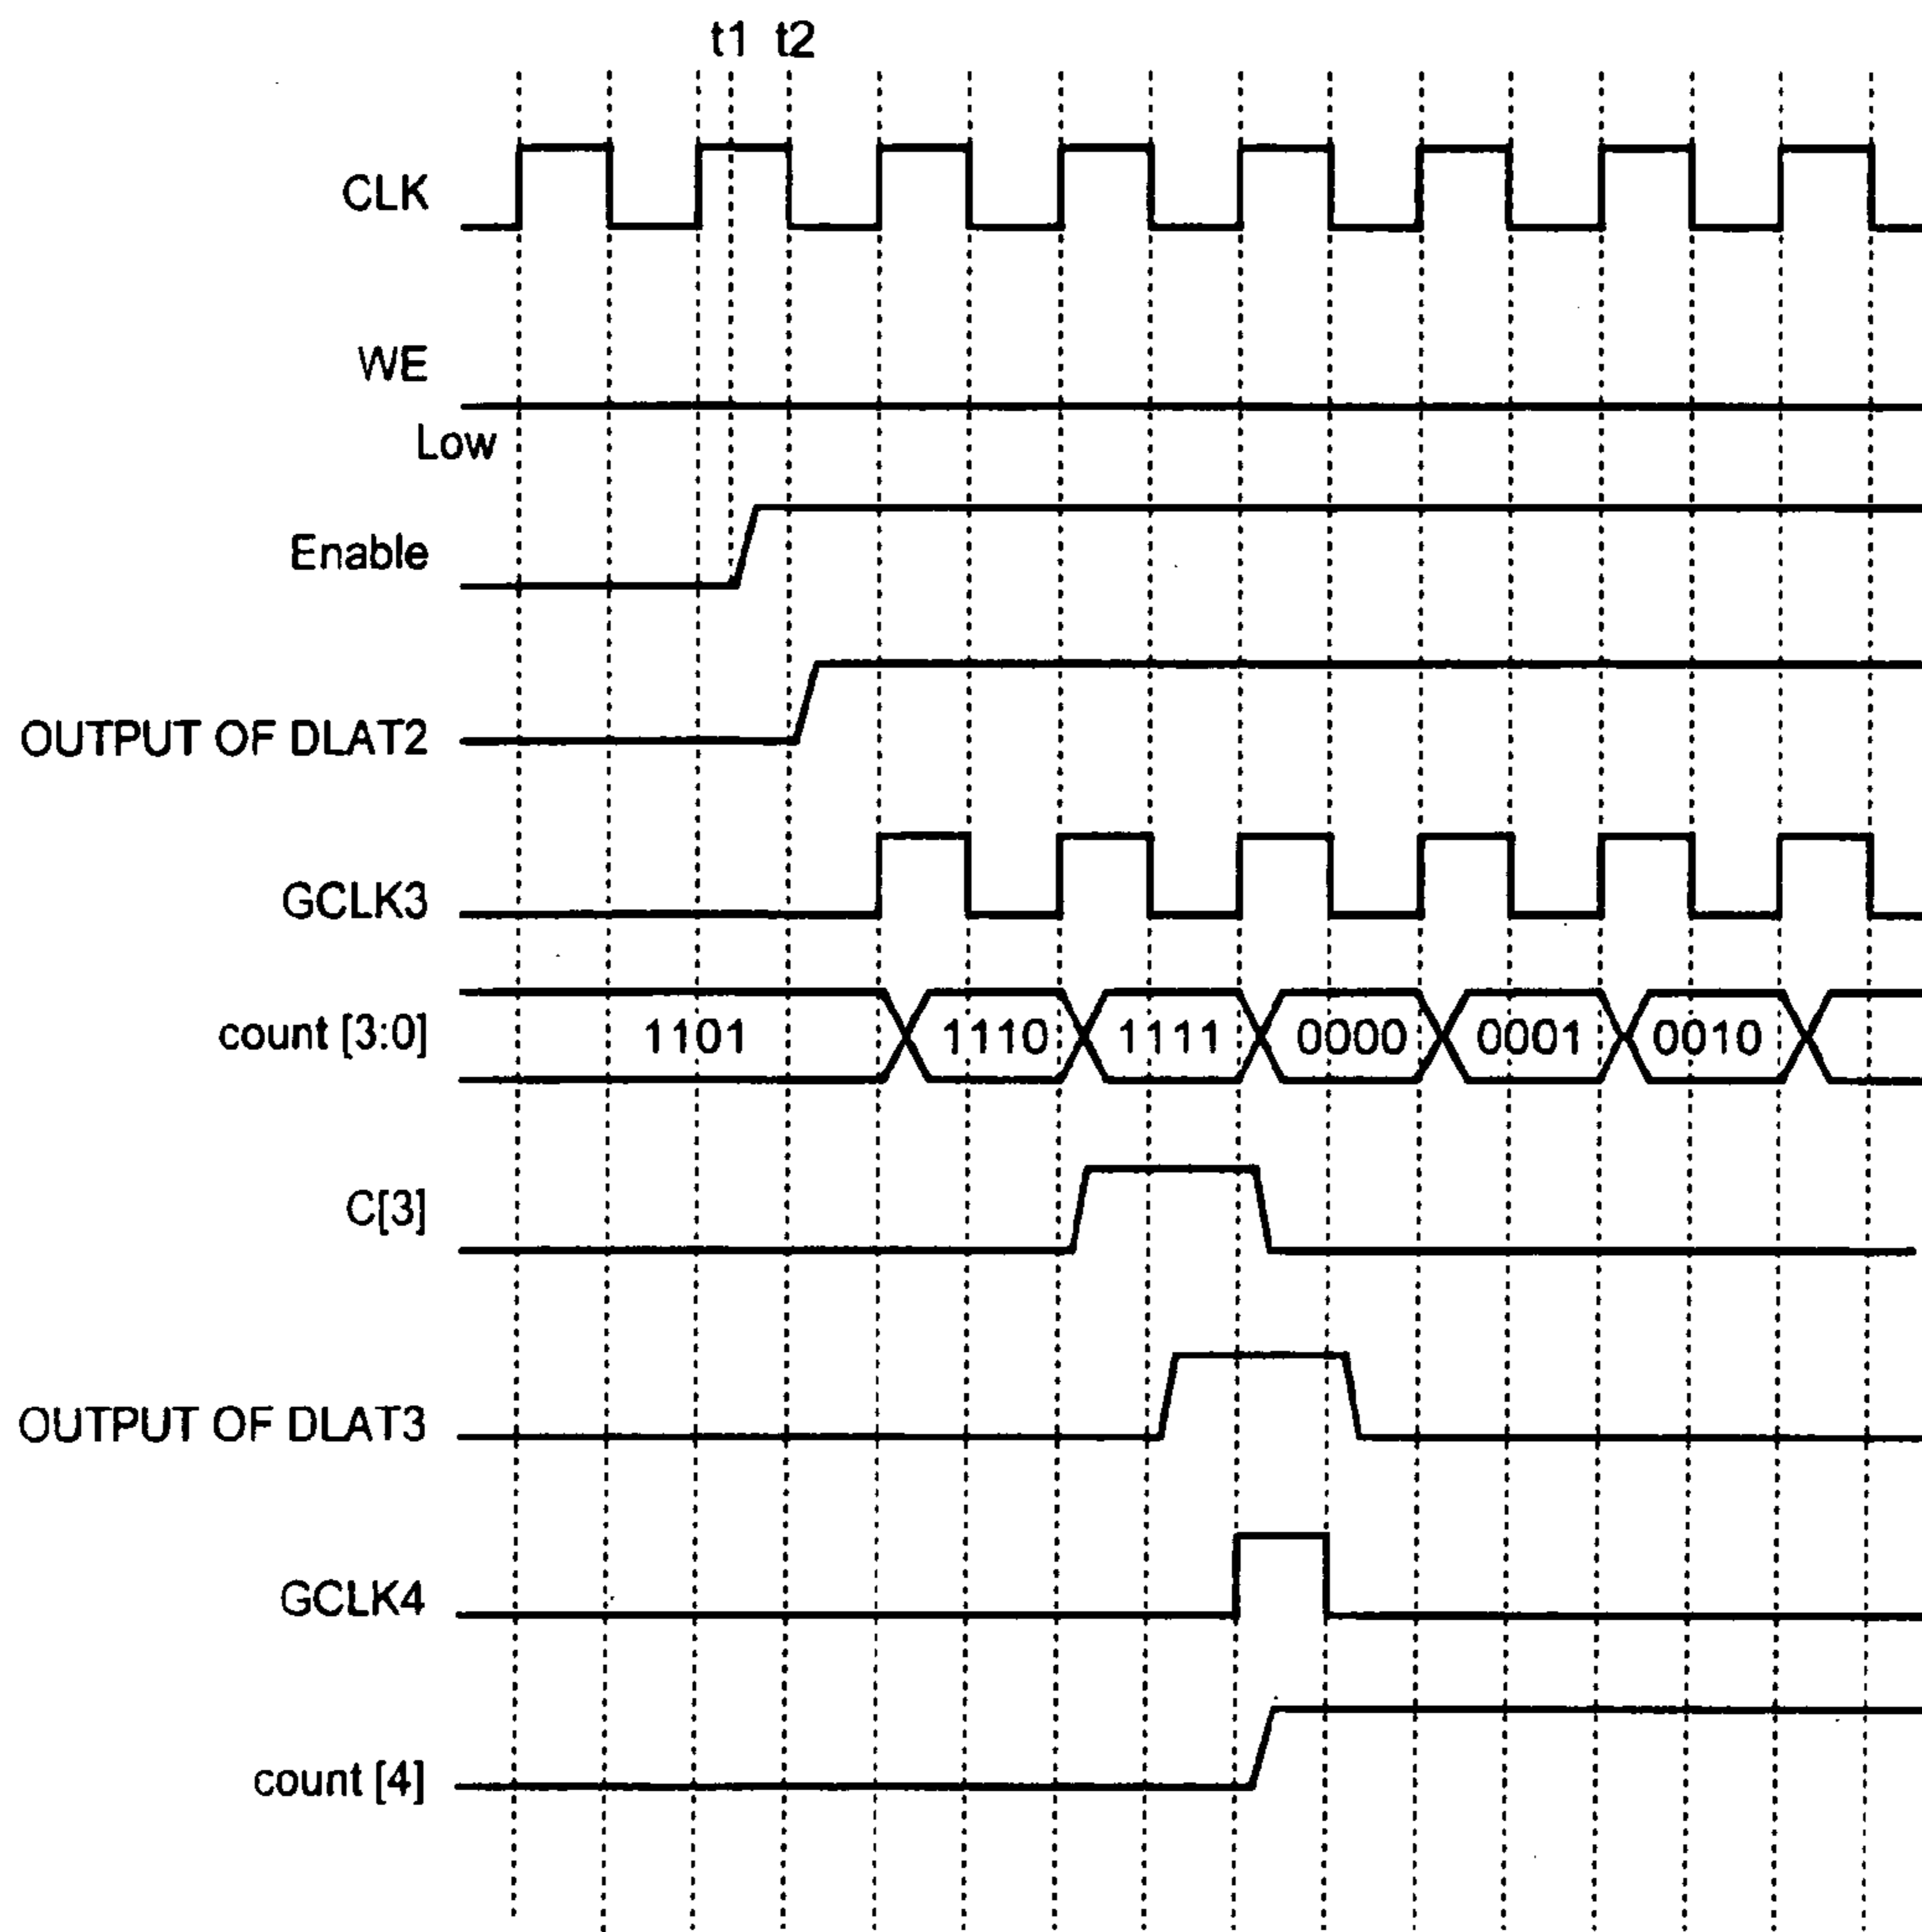 t1 t2
CLK
WE
Low
Enable
OUTPUT OF DLAT2
GCLK3
count [3:0]
1101 1110 1111 0000 0001 0010
C[3]
OUTPUT OF DLAT3
GCLK4
count [4]